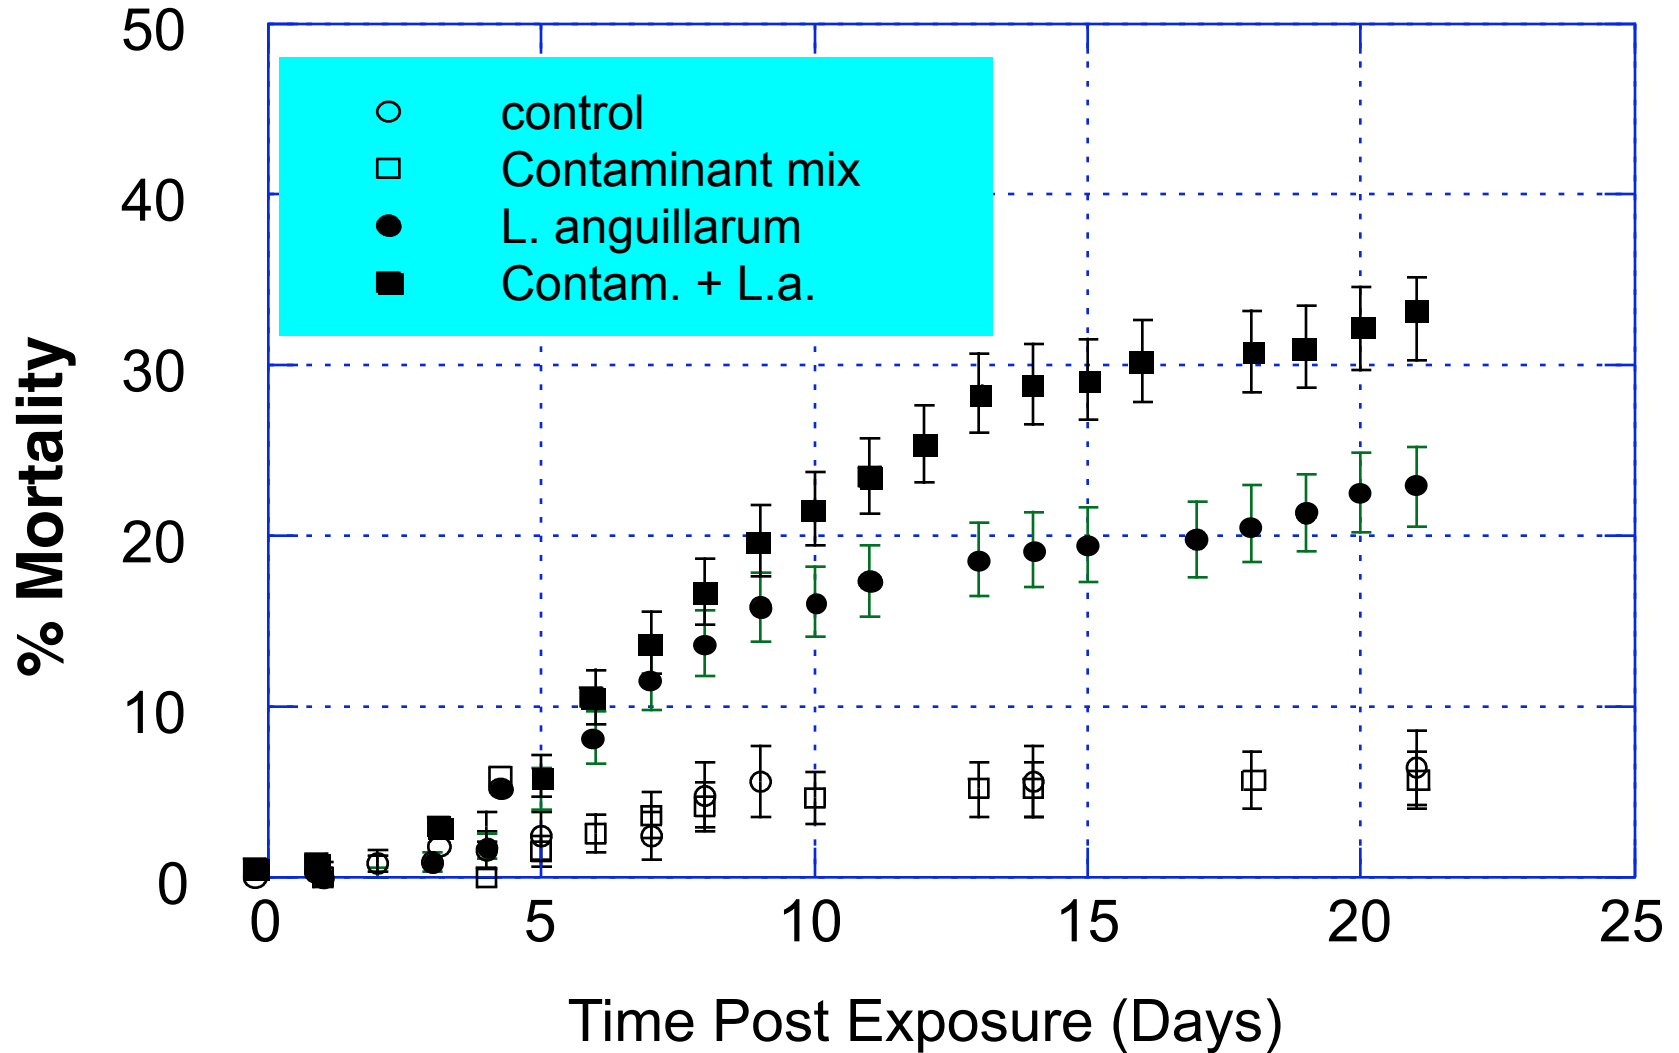 50
control
Contaminant mix
L. anguillarum
Contam. + L.a.
40
30
20
10
0
% Mortality
0 5 10 15 20 25
Time Post Exposure (Days)